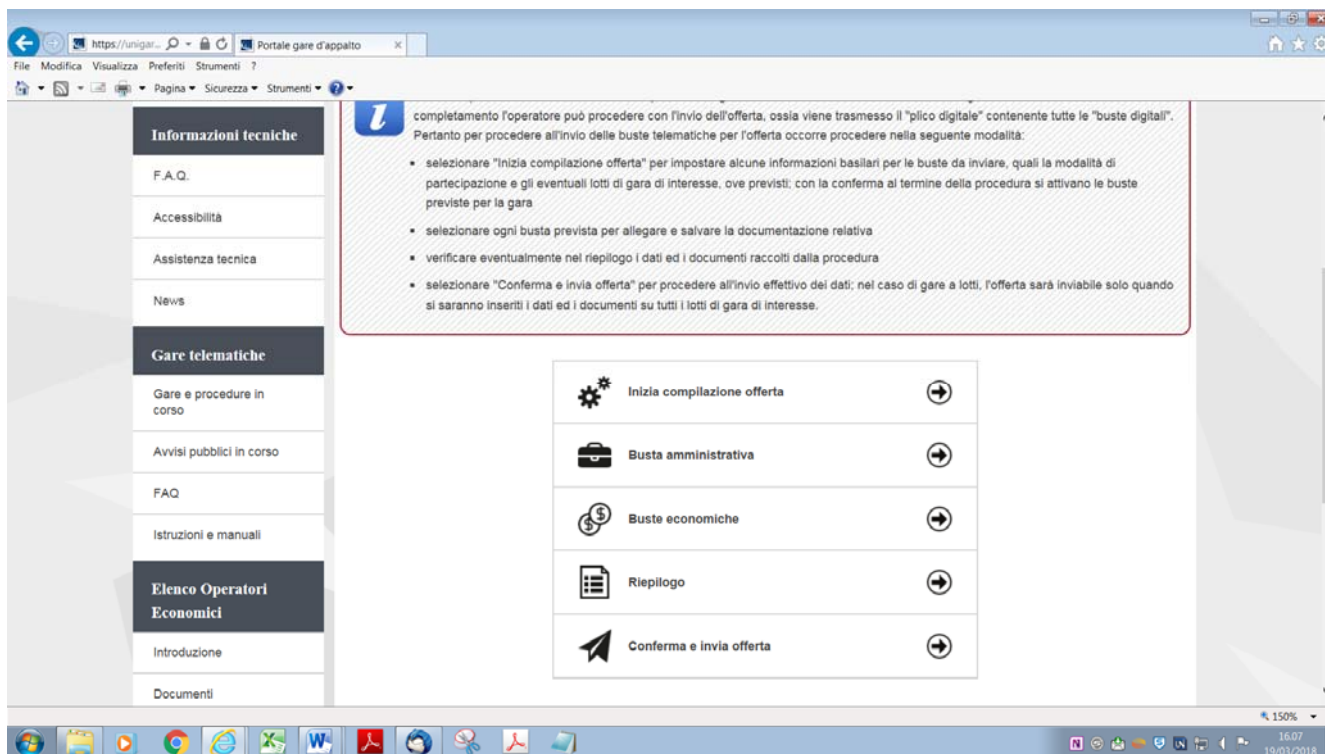 https://unigar...
Portale gare d'appalto
File Modifica Visualizza Preferiti Strumenti ?
Pagina Sicurezza Strumenti
Informazioni tecniche
F.A.Q.
Accessibilità
Assistenza tecnica
News
Gare telematiche
Gare e procedure in
corso
Avvisi pubblici in corso
FAQ
Istruzioni e manuali
Elenco Operatori
Economici
Introduzione
Documenti
completamento l'operatore può procedere con l'invio dell'offerta, ossia viene trasmesso il "plico digitale" contenente tutte le "buste digitali".
Pertanto per procedere all'invio delle buste telematiche per l'offerta occorre procedere nella seguente modalità:
selezionare "Inizia compilazione offerta" per impostare alcune informazioni basilari per le buste da inviare, quali la modalità di
partecipazione e gli eventuali lotti di gara di interesse, ove previsti; con la conferma al termine della procedura si attivano le buste
previste per la gara
selezionare ogni busta prevista per allegare e salvare la documentazione relativa
verificare eventualmente nel riepilogo i dati ed i documenti raccolti dalla procedura
selezionare "Conferma e invia offerta" per procedere all'invio effettivo dei dati; nel caso di gare a lotti, l'offerta sarà inviabile solo quando
si saranno inseriti i dati ed i documenti su tutti i lotti di gara di interesse.
Inizia compilazione offerta
Busta amministrativa
Buste economiche
Riepilogo
Conferma e invia offerta
150%
16.07
19/03/2018